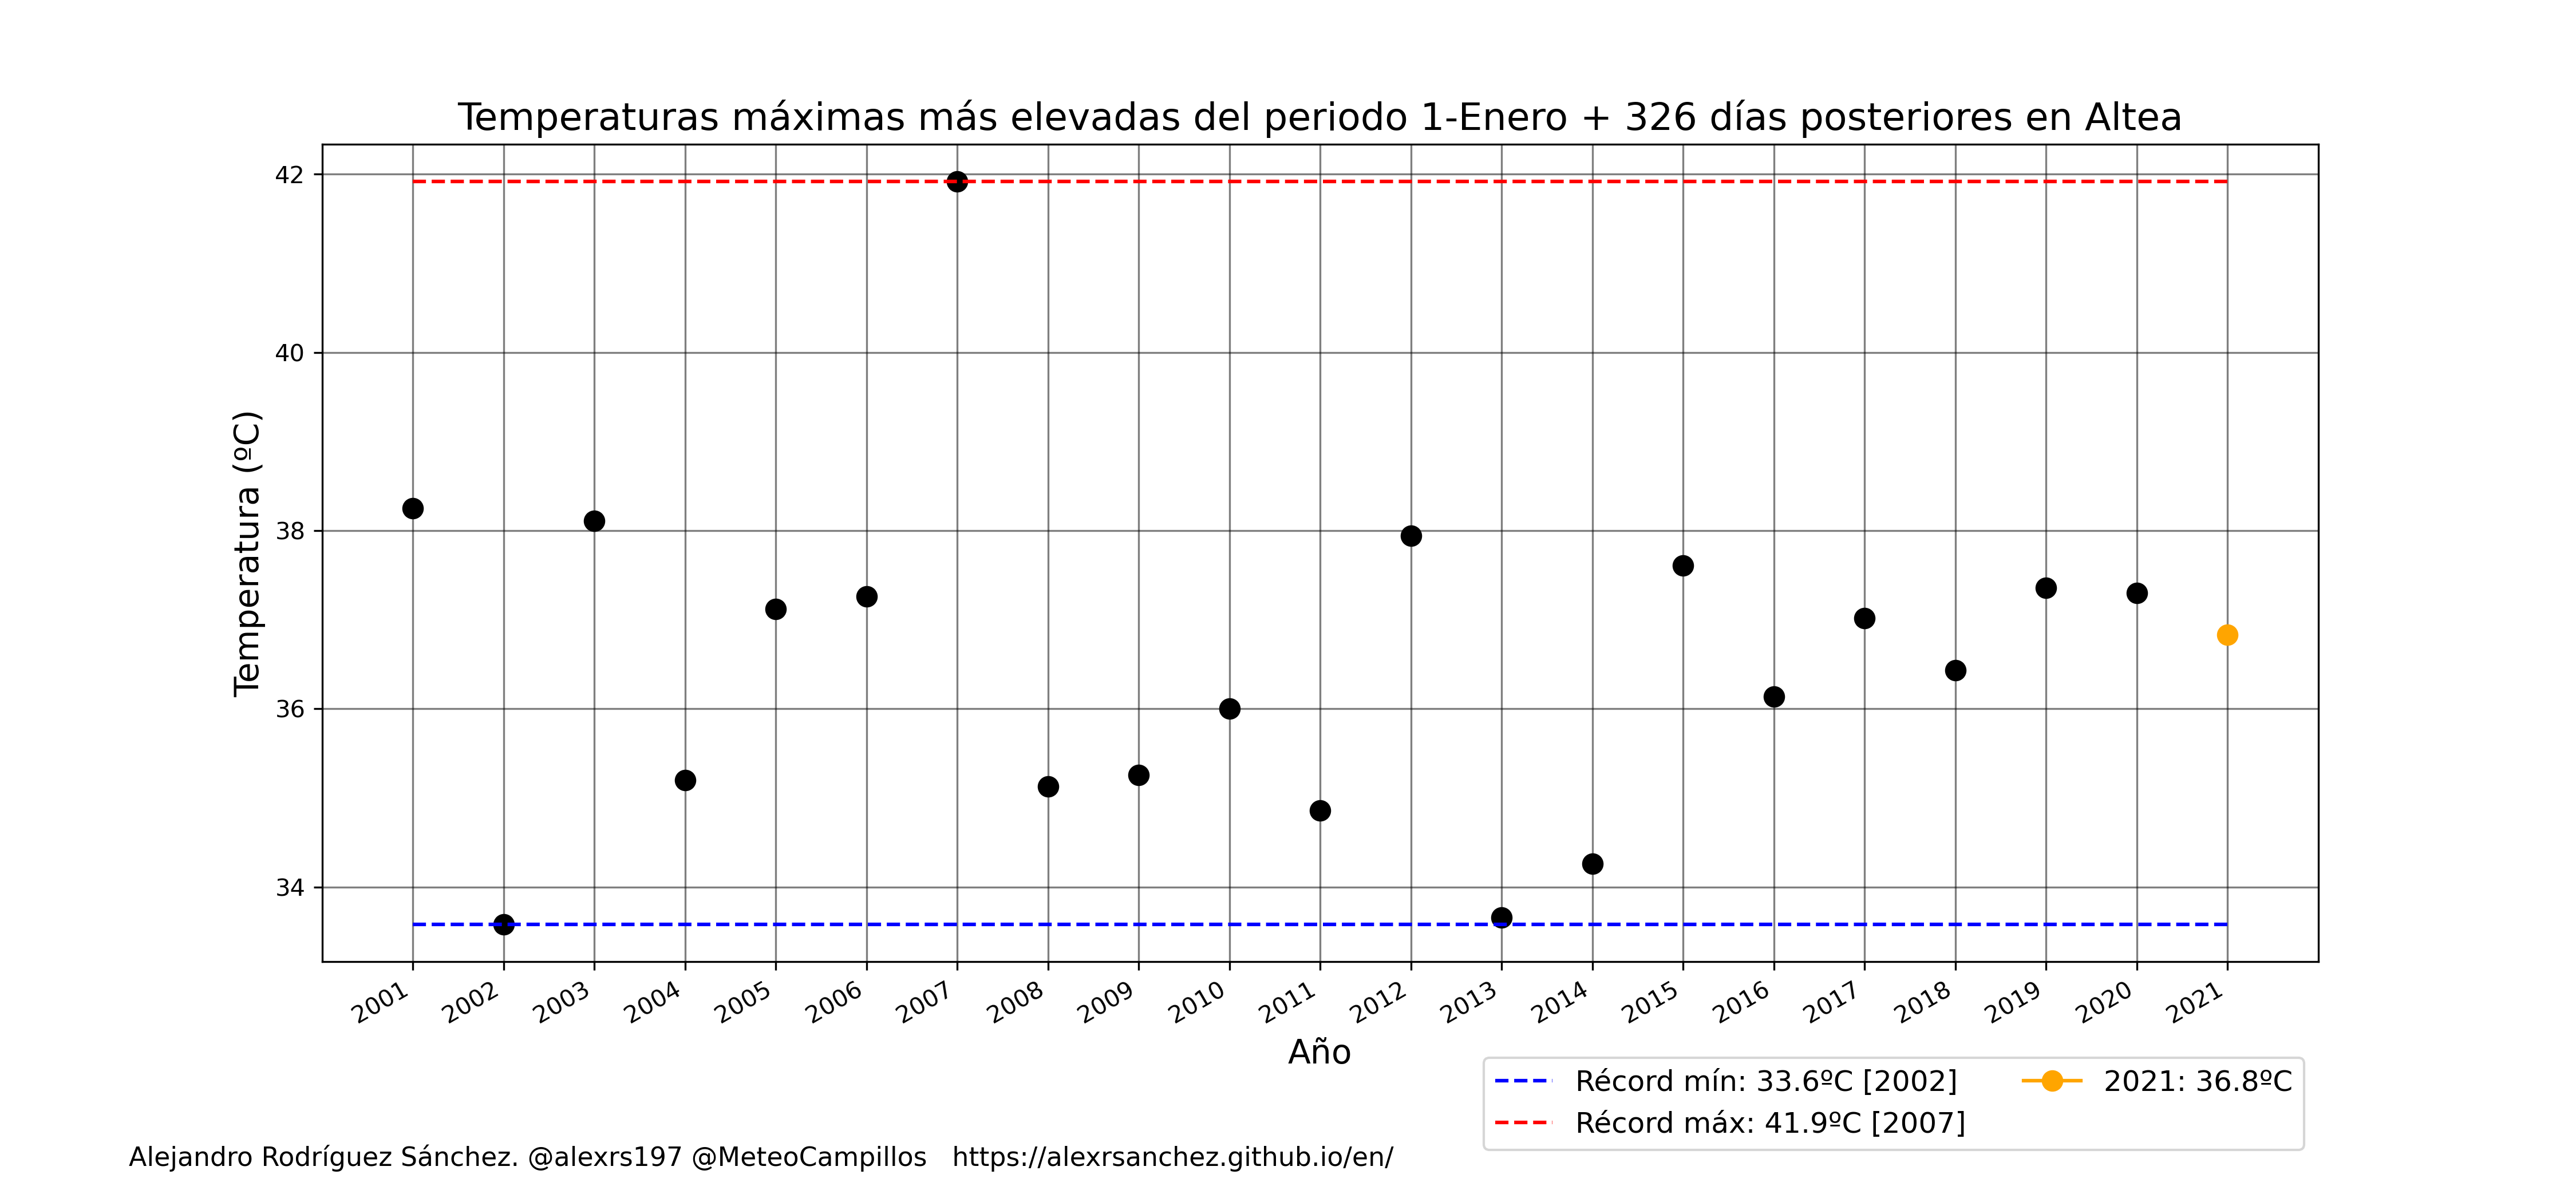 Temperaturas máximas más elevadas del periodo 1-Enero + 326 días posteriores en Altea
Temperatura (ºC)
42
40
38
36
34
2001 2002 2003 2004 2005 2006 2007 2008 2009 2010 2011 2012 2013 2014 2015 2016 2017 2018 2019 2020 2021
Año
Récord mín: 33.6ºC [2002]
Récord máx: 41.9ºC [2007]
2021: 36.8ºC
Alejandro Rodríguez Sánchez. @alexrs197 @MeteoCampillos https://alexrsanchez.github.io/en/